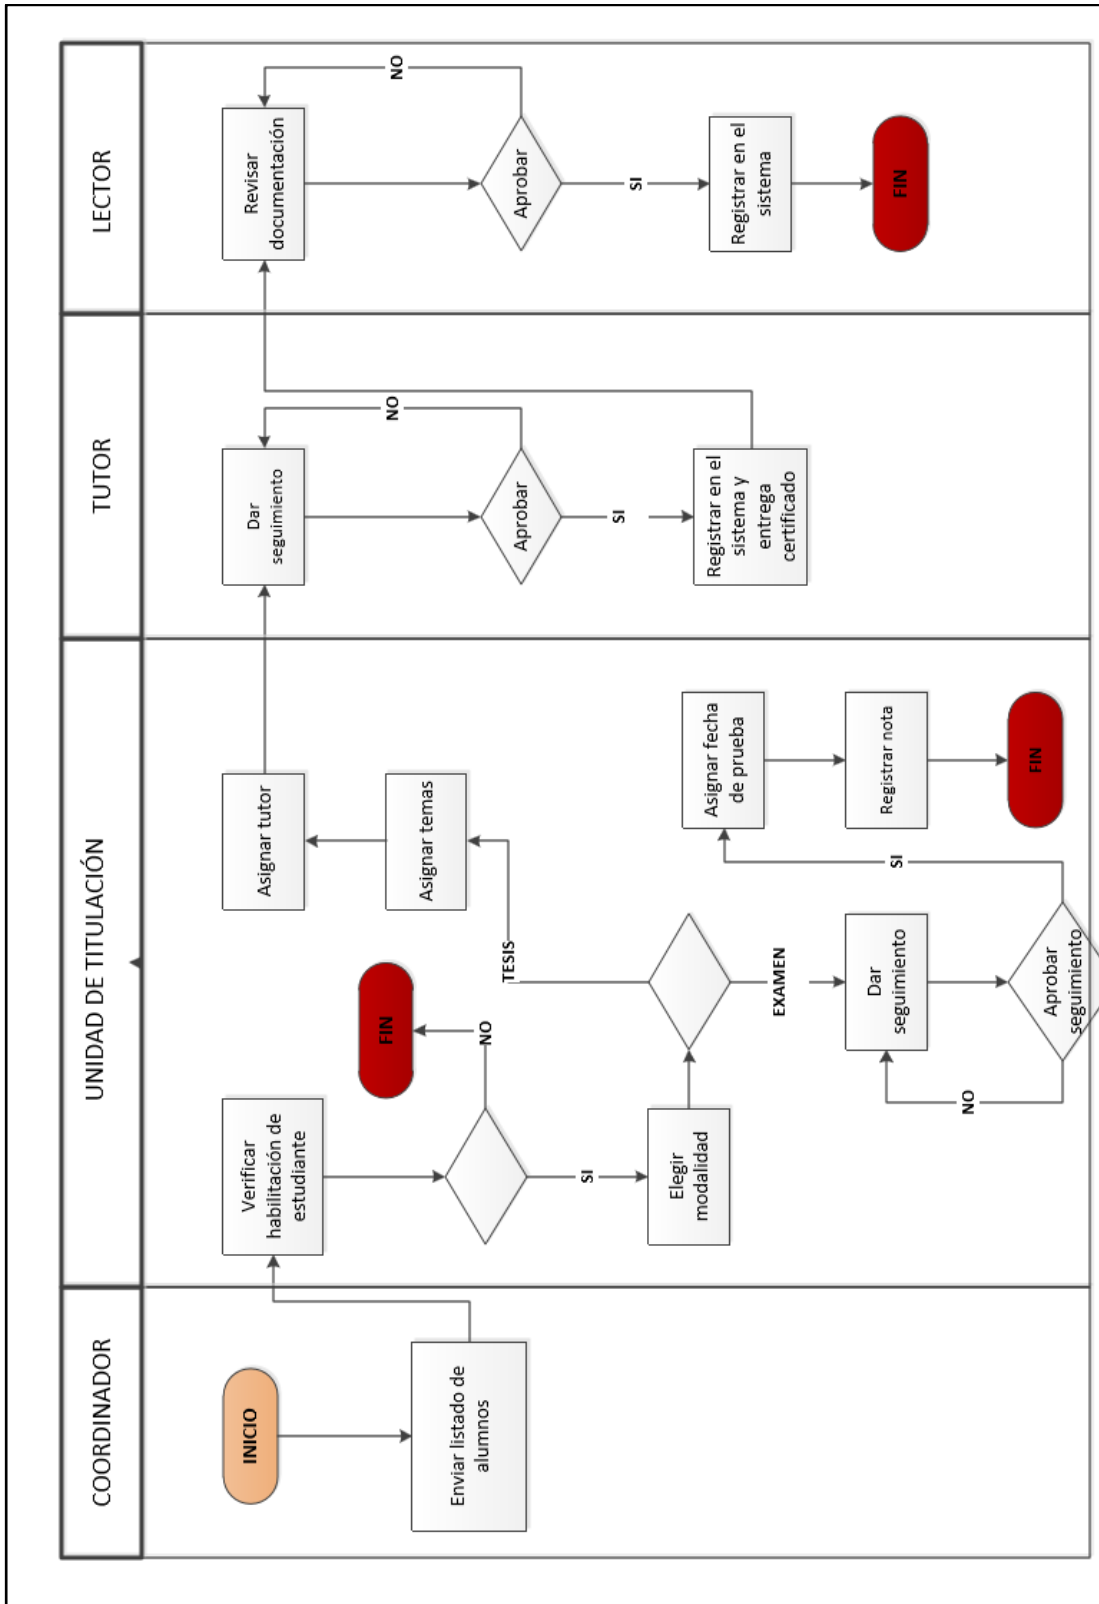 COORDINADOR
UNIDAD DE TITULACIÓN
TUTOR
LECTOR
INICIO
Enviar listado de
alumnos
Verificar
habilitación de
estudiante
NO
FIN
SI
Elegir
modalidad
TESIS
Asignar temas
Asignar tutor
EXAMEN
Dar
seguimiento
Aprobar
seguimiento
NO
SI
Asignar fecha
de prueba
Registrar nota
FIN
Dar
seguimiento
Aprobar
NO
SI
Registrar en el
sistema y
entrega
certificado
Revisar
documentación
Aprobar
NO
SI
Registrar en el
sistema
FIN